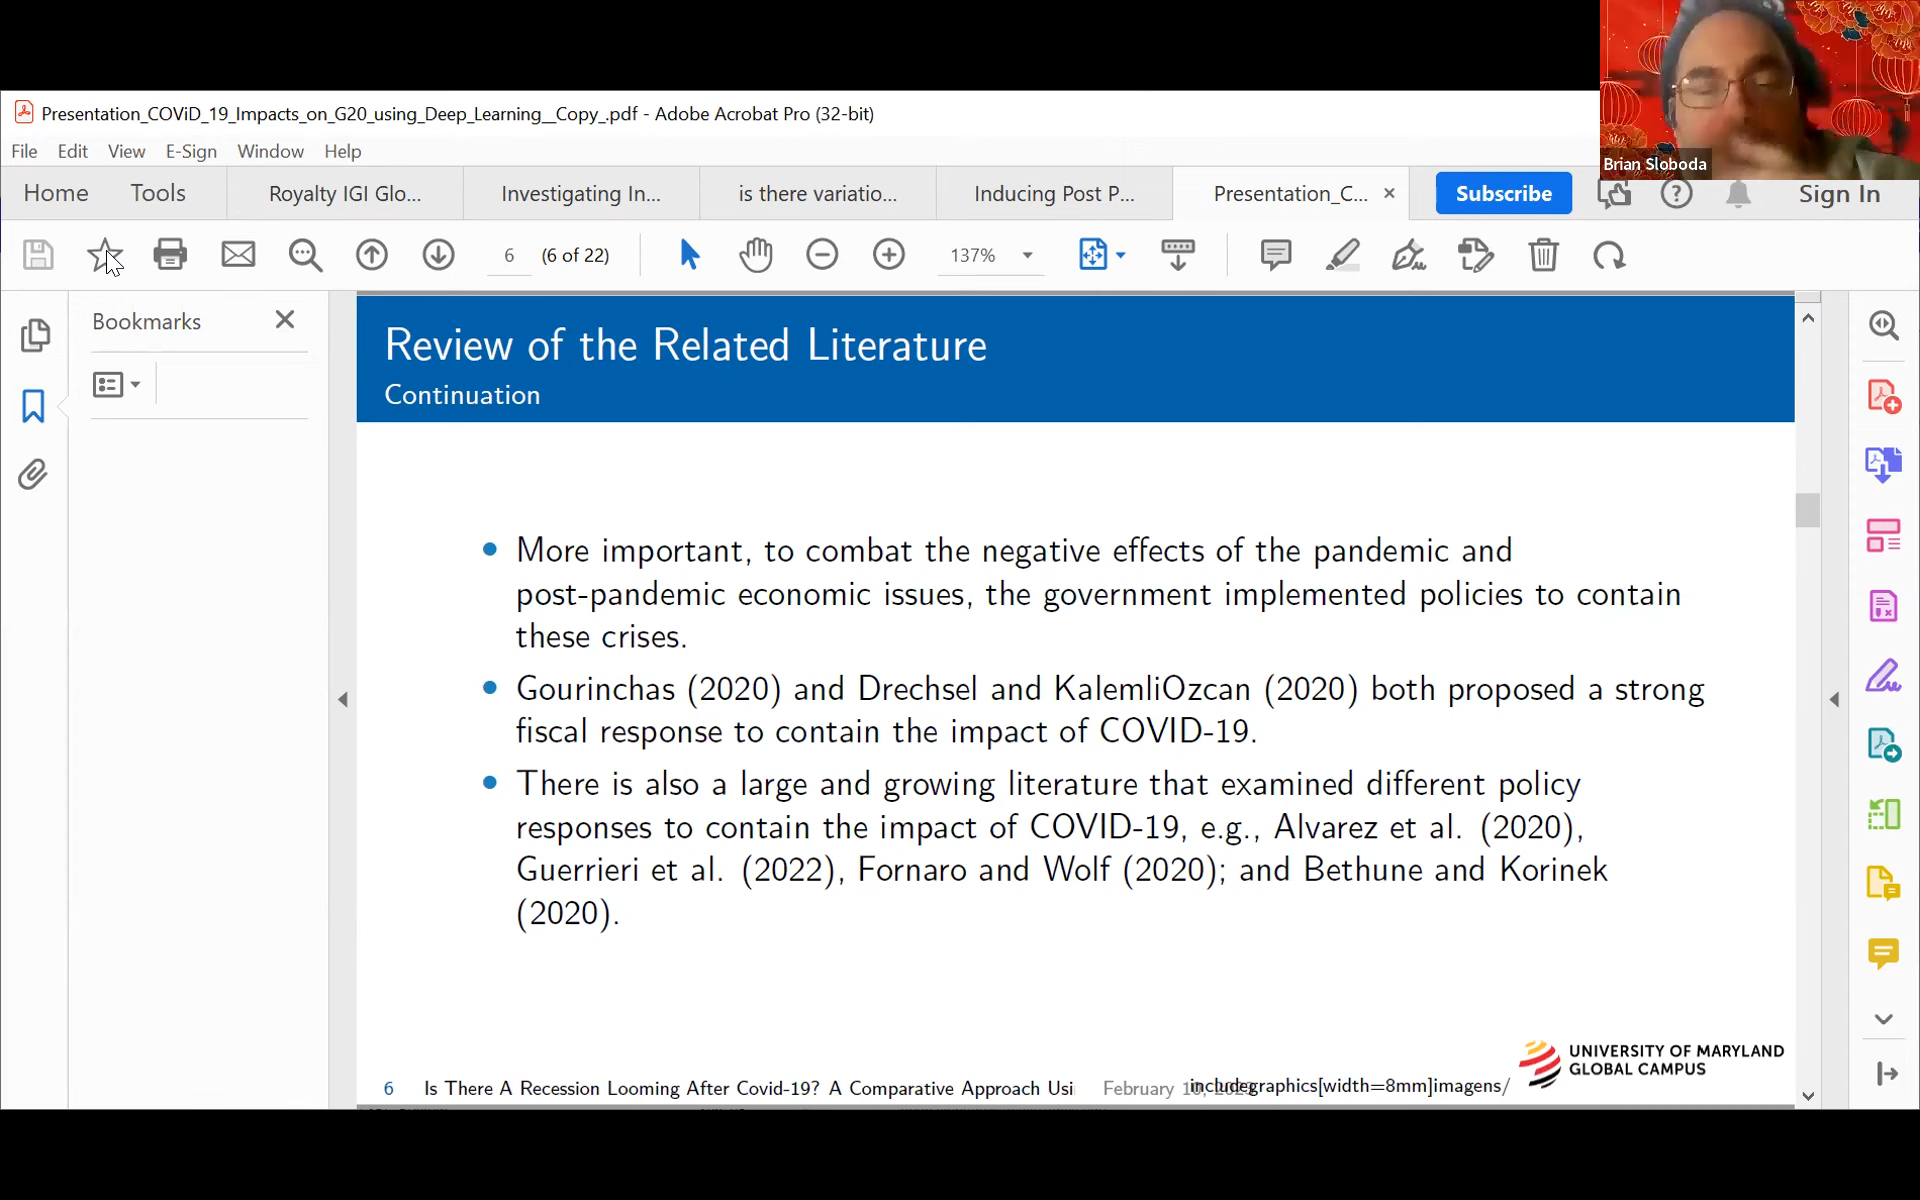 Presentation_COViD_19_Impacts_on_G20_using_Deep_Learning__Copy_.pdf - Adobe Acrobat Pro (32-bit)
Brian Sloboda
File Edit View E-Sign Window Help
Home Tools Royalty IGI Glo... Investigating In... is there variatio... Inducing Post P... Presentation_C... × Subscribe Sign In
6 (6 of 22) 137%
Bookmarks
Review of the Related Literature
Continuation
More important, to combat the negative effects of the pandemic and
post-pandemic economic issues, the government implemented policies to contain
these crises.
Gourinchas (2020) and Drechsel and KalemliOzcan (2020) both proposed a strong
fiscal response to contain the impact of COVID-19.
There is also a large and growing literature that examined different policy
responses to contain the impact of COVID-19, e.g., Alvarez et al. (2020),
Guerrieri et al. (2022), Fornaro and Wolf (2020); and Bethune and Korinek
(2020).
UNIVERSITY OF MARYLAND
GLOBAL CAMPUS
6 Is There A Recession Looming After Covid-19? A Comparative Approach Usi February includegraphics[width=8mm]imagens/